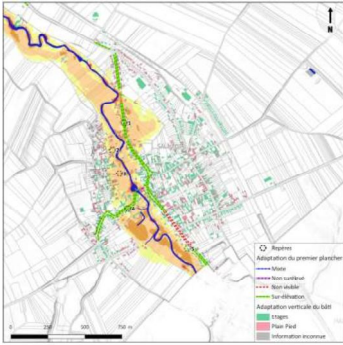 N
Repères
Adaptation du premier plancher
Mixte
Non surélevé
Non visible
Sur-élévation
Adaptation verticale du bâti
Etages
Plain Pied
Information inconnue
0 250 500 750 m